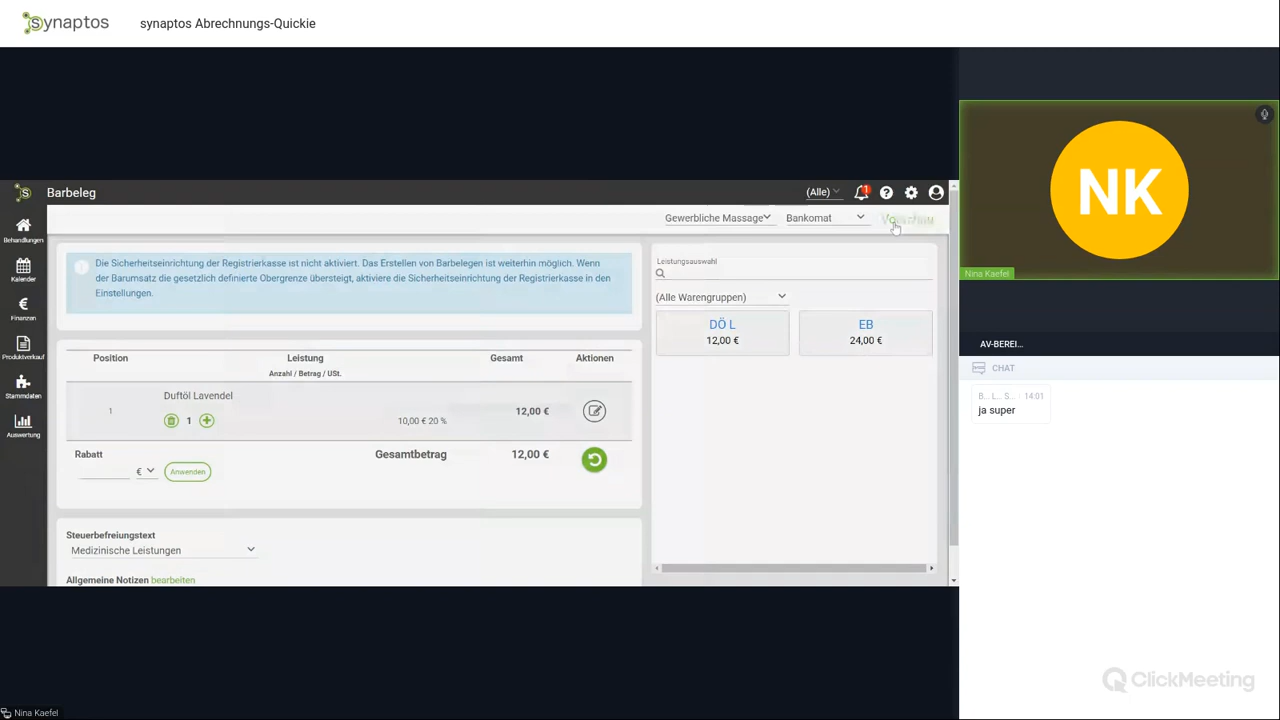 synaptos
synaptos Abrechnungs-Quickie
Barbeleg
(Alle)
1
Behandlungen
Kalender
Finanzen
Produktverkauf
Stammdaten
Auswertung
Gewerbliche Massage
Bankomat
Vorschau
Die Sicherheitseinrichtung der Registrierkasse ist nicht aktiviert. Das Erstellen von Barbelegen ist weiterhin möglich. Wenn
der Barumsatz die gesetzlich definierte Obergrenze übersteigt, aktiviere die Sicherheitseinrichtung der Registrierkasse in den
Einstellungen.
Position
Leistung
Gesamt
Aktionen
Anzahl / Betrag / USt.
1
Duftöl Lavendel
1
10,00 € 20 %
12,00 €
Rabatt
Gesamtbetrag
12,00 €
€
Anwenden
Steuerbefreiungstext
Medizinische Leistungen
Allgemeine Notizen bearbeiten
Leistungsauswahl
(Alle Warengruppen)
DÖ L
12,00 €
EB
24,00 €
NK
Nina Kaefel
AV-BEREI...
CHAT
B... L... S... · 14:01
ja super
ClickMeeting
Nina Kaefel